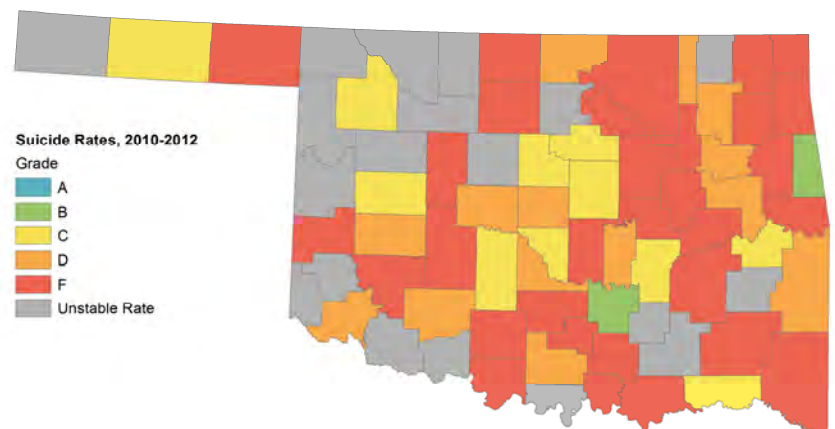 Suicide Rates, 2010-2012
Grade
A
B
C
D
F
Unstable Rate